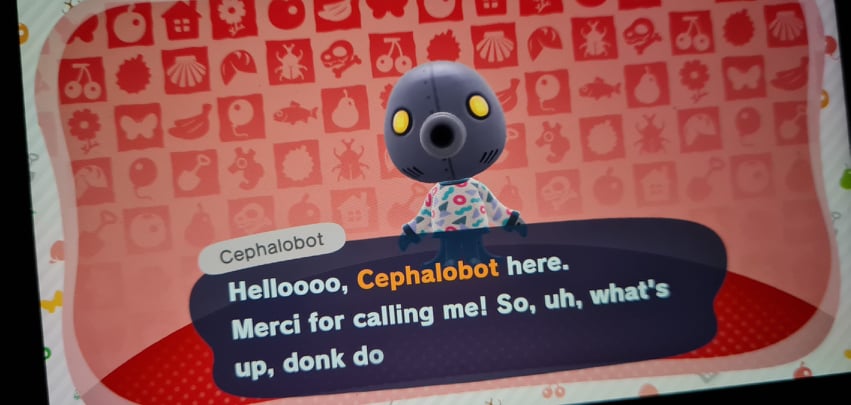 Cephalobot
Helloooo, Cephalobot here.
Merci for calling me! So, uh, what's
up, donk do